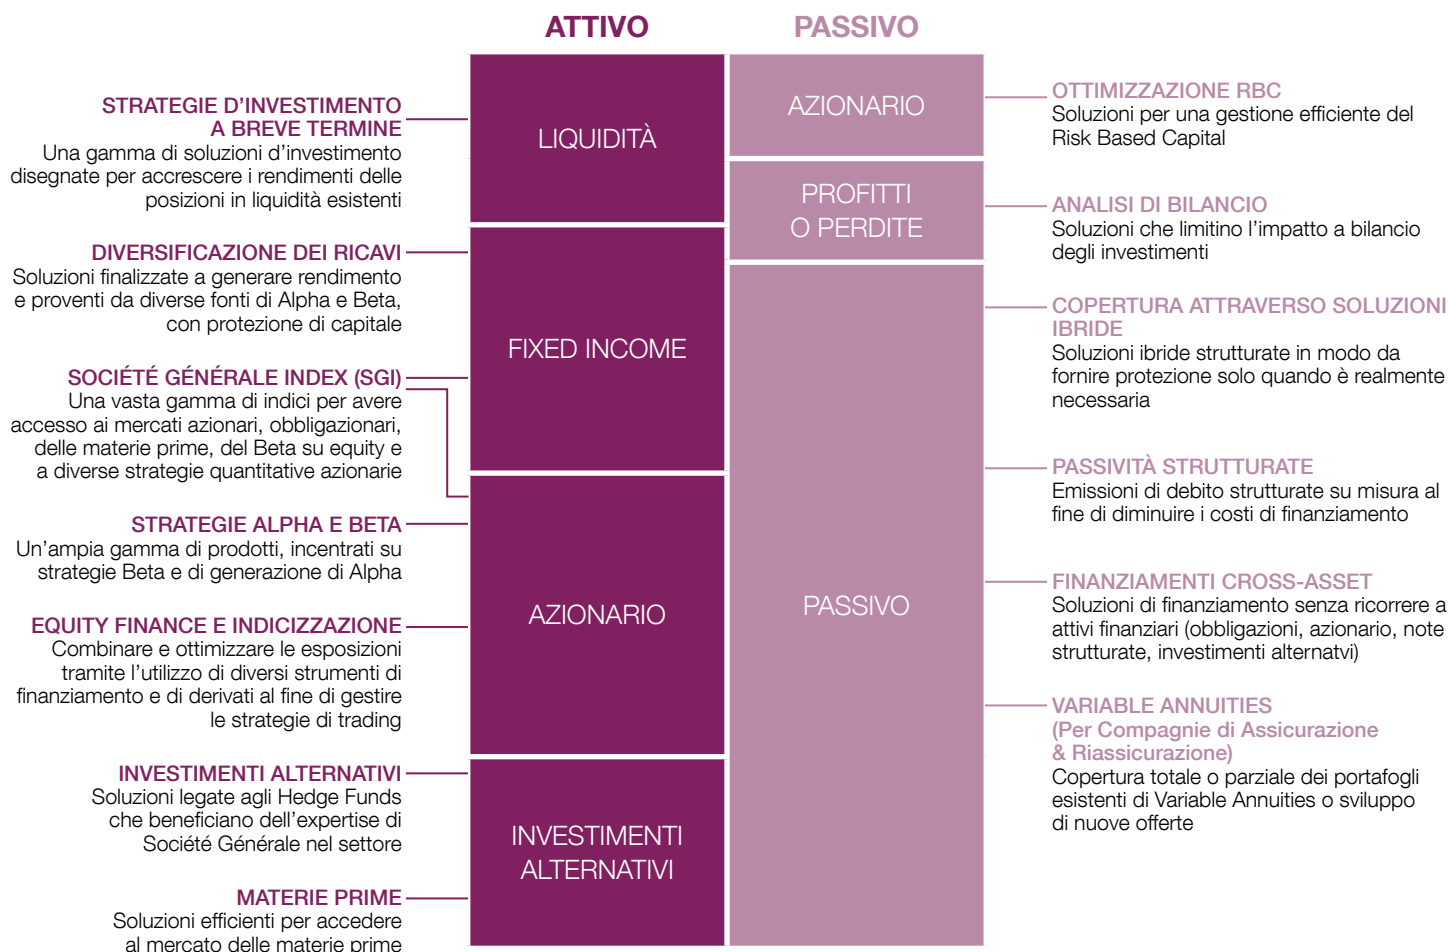 ATTIVO
PASSIVO
STRATEGIE D'INVESTIMENTO
A BREVE TERMINE
Una gamma di soluzioni d'investimento
disegnate per accrescere i rendimenti delle
posizioni in liquidità esistenti
DIVERSIFICAZIONE DEI RICAVI
Soluzioni finalizzate a generare rendimento
e proventi da diverse fonti di Alpha e Beta,
con protezione di capitale
SOCIÉTÉ GÉNÉRALE INDEX (SGI)
Una vasta gamma di indici per avere
accesso ai mercati azionari, obbligazionari,
delle materie prime, del Beta su equity e
a diverse strategie quantitative azionarie
STRATEGIE ALPHA E BETA
Un'ampia gamma di prodotti, incentrati su
strategie Beta e di generazione di Alpha
EQUITY FINANCE E INDICIZZAZIONE
Combinare e ottimizzare le esposizioni
tramite l'utilizzo di diversi strumenti di
finanziamento e di derivati al fine di gestire
le strategie di trading
INVESTIMENTI ALTERNATIVI
Soluzioni legate agli Hedge Funds
che beneficiano dell'expertise di
Société Générale nel settore
MATERIE PRIME
Soluzioni efficienti per accedere
al mercato delle materie prime
LIQUIDITÀ
FIXED INCOME
AZIONARIO
INVESTIMENTI
ALTERNATIVI
AZIONARIO
PROFITTI
O PERDITE
PASSIVO
OTTIMIZZAZIONE RBC
Soluzioni per una gestione efficiente del
Risk Based Capital
ANALISI DI BILANCIO
Soluzioni che limitino l'impatto a bilancio
degli investimenti
COPERTURA ATTRAVERSO SOLUZIONI
IBRIDE
Soluzioni ibride strutturate in modo da
fornire protezione solo quando è realmente
necessaria
PASSIVITÀ STRUTTURATE
Emissioni di debito strutturate su misura al
fine di diminuire i costi di finanziamento
FINANZIAMENTI CROSS-ASSET
Soluzioni di finanziamento senza ricorrere a
attivi finanziari (obbligazioni, azionario, note
strutturate, investimenti alternatvi)
VARIABLE ANNUITIES
(Per Compagnie di Assicurazione
& Riassicurazione)
Copertura totale o parziale dei portafogli
esistenti di Variable Annuities o sviluppo
di nuove offerte